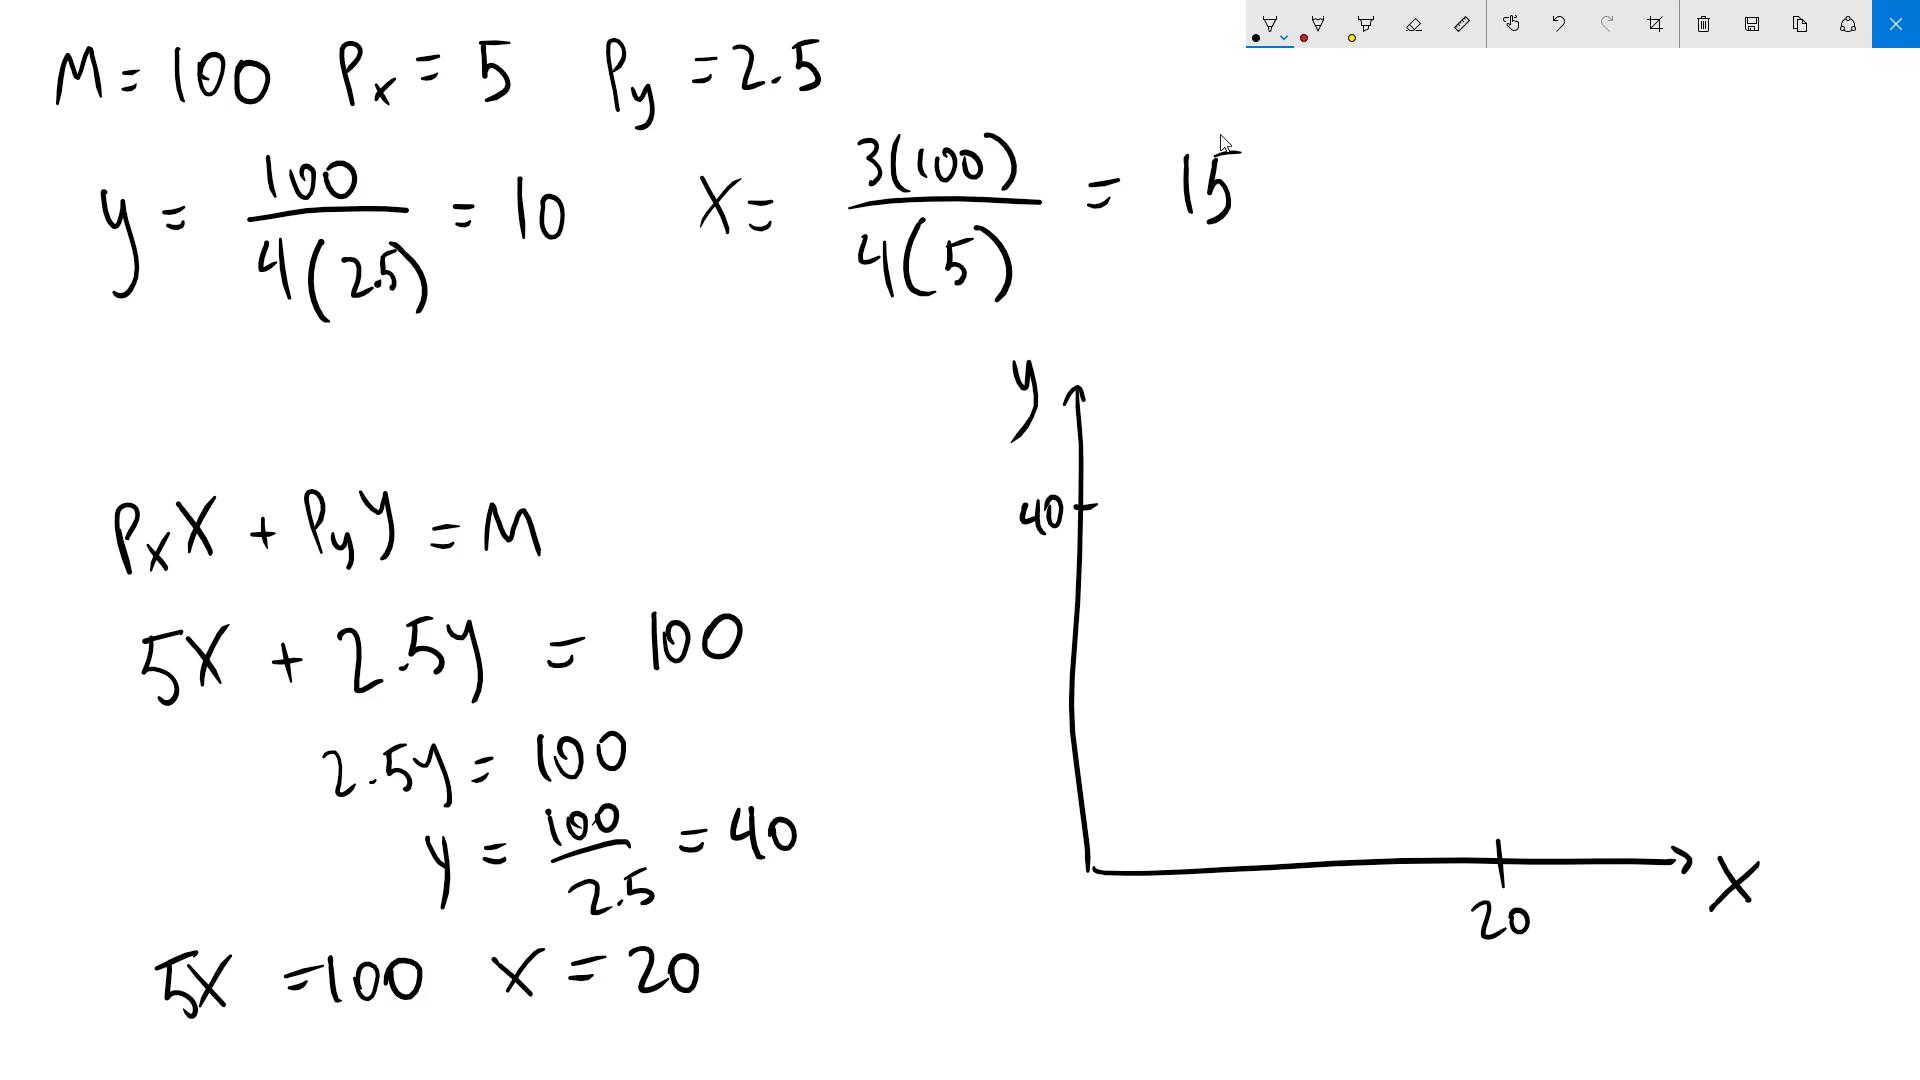 M = 100 Px = 5 Py = 2.5
y = 100/4(2.5) = 10 x = 3(100)/4(5) = 15
y
40
PxX + PyY = M
5X + 2.5y = 100
2.5y = 100
y = 100/2.5 = 40
X
20
5X = 100 X = 20